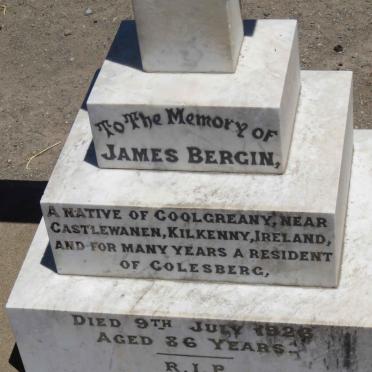 To The Memory of
James Bergin,
A native of Coolgreany, near
Castlewanen, Kilkenny, Ireland,
and for many years a resident
of Colesberg,
Died 9th July 1926
Aged 86 Years.
R.I.P.